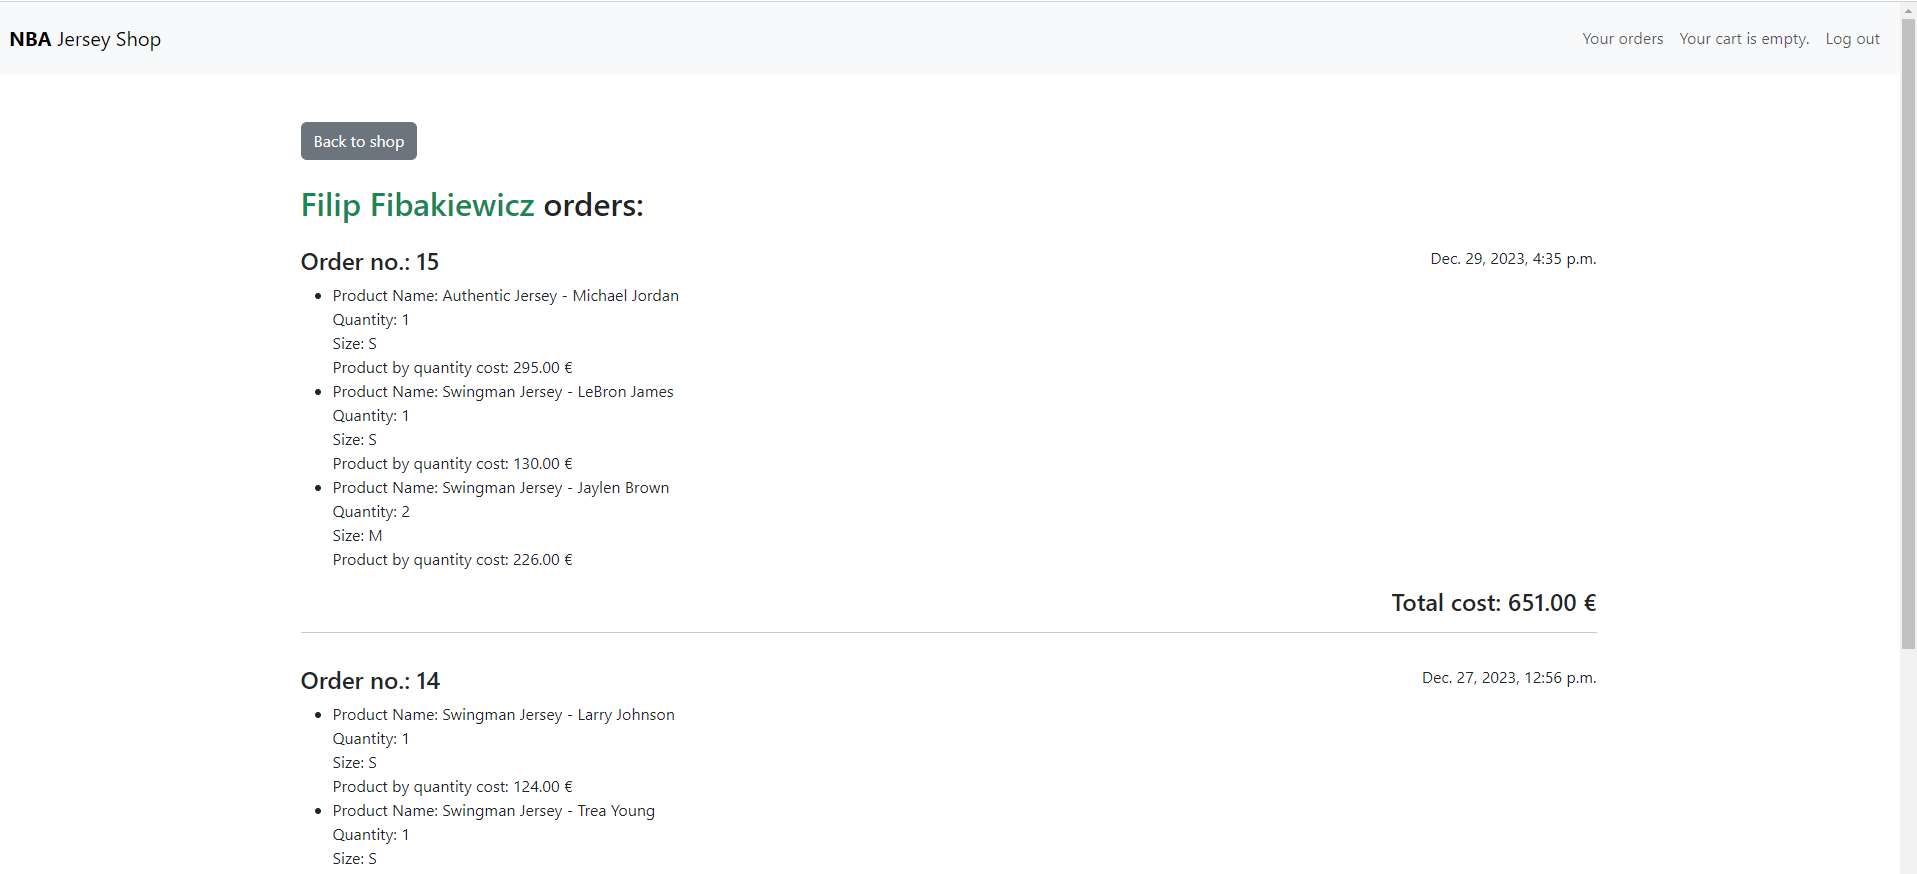 NBA Jersey Shop
Your orders Your cart is empty. Log out
Back to shop
Filip Fibakiewicz orders:
Order no.: 15
Dec. 29, 2023, 4:35 p.m.
Product Name: Authentic Jersey - Michael Jordan
Quantity: 1
Size: S
Product by quantity cost: 295.00 €
Product Name: Swingman Jersey - LeBron James
Quantity: 1
Size: S
Product by quantity cost: 130.00 €
Product Name: Swingman Jersey - Jaylen Brown
Quantity: 2
Size: M
Product by quantity cost: 226.00 €
Total cost: 651.00 €
Order no.: 14
Dec. 27, 2023, 12:56 p.m.
Product Name: Swingman Jersey - Larry Johnson
Quantity: 1
Size: S
Product by quantity cost: 124.00 €
Product Name: Swingman Jersey - Trea Young
Quantity: 1
Size: S